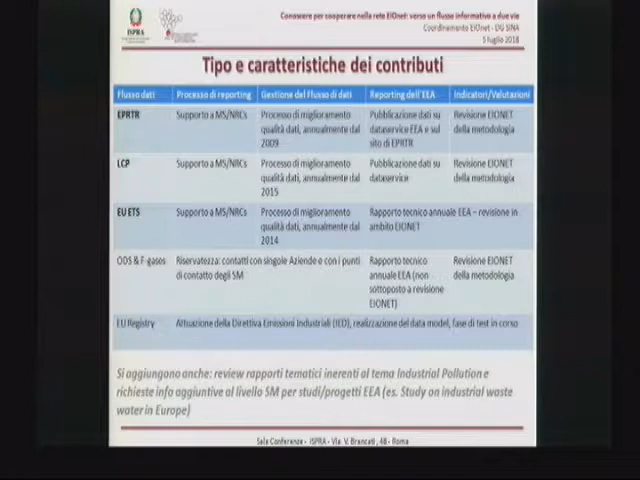 Conoscere per cooperare nella rete EIOnet: verso un flusso informativo a due vie
Coordinamento EIOnet - DG SINA
5 luglio 2018
ISPRA
Tipo e caratteristiche dei contributi
Flusso dati Processo di reporting Gestione del Flusso di dati Reporting dell'EEA Indicatori/Valutazioni
EPRTR Supporto a MS/NRCs Processo di miglioramento Pubblicazione dati su Revisione EIONET
qualità dati, annualmente dal dataservice EEA e sul della metodologia
2009 sito di EPRTR
LCP Supporto a MS/NRCs Processo di miglioramento Pubblicazione dati su Revisione EIONET
qualità dati, annualmente dal dataservice della metodologia
2015
EU ETS Supporto a MS/NRCs Processo di miglioramento Rapporto tecnico annuale EEA – revisione in
qualità dati, annualmente dal ambito EIONET
2014
ODS & F-gases Riservatezza: contatti con singole Aziende e con i punti Rapporto tecnico Revisione EIONET
di contatto degli SM annuale EEA (non della metodologia
sottoposto a revisione
EIONET)
EU Registry Attuazione della Direttiva Emissioni Industriali (IED), realizzazione del data model, fase di test in corso
Si aggiungono anche: review rapporti tematici inerenti al tema Industrial Pollution e
richieste info aggiuntive al livello SM per studi/progetti EEA (es. Study on industrial waste
water in Europe)
Sala Conferenze - ISPRA - Via V. Brancati, 48 - Roma